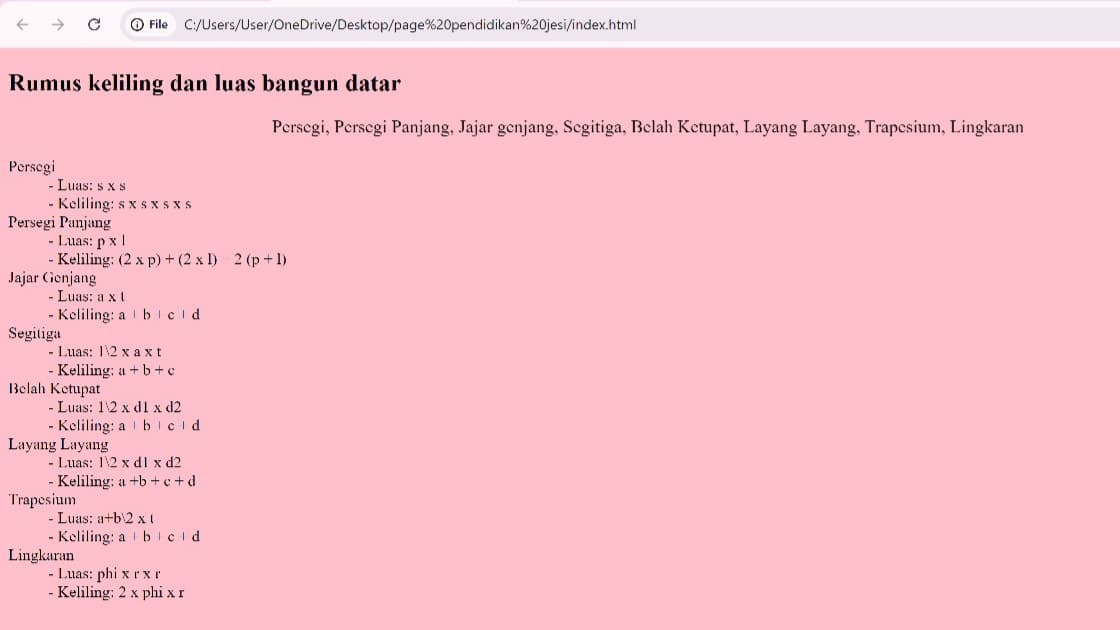 File C:/Users/User/OneDrive/Desktop/page%20pendidikan%20jesi/index.html
Rumus keliling dan luas bangun datar
Persegi, Persegi Panjang, Jajar genjang, Segitiga, Belah Ketupat, Layang Layang, Trapesium, Lingkaran
Persegi
- Luas: s x s
- Keliling: s x s x s x s
Persegi Panjang
- Luas: p x l
- Keliling: (2 x p) + (2 x l) = 2 (p + l)
Jajar Genjang
- Luas: a x t
- Keliling: a + b + c + d
Segitiga
- Luas: 1\2 x a x t
- Keliling: a + b + c
Belah Ketupat
- Luas: 1\2 x d1 x d2
- Keliling: a + b + c + d
Layang Layang
- Luas: 1\2 x d1 x d2
- Keliling: a +b + c + d
Trapesium
- Luas: a+b\2 x t
- Keliling: a + b + c + d
Lingkaran
- Luas: phi x r x r
- Keliling: 2 x phi x r